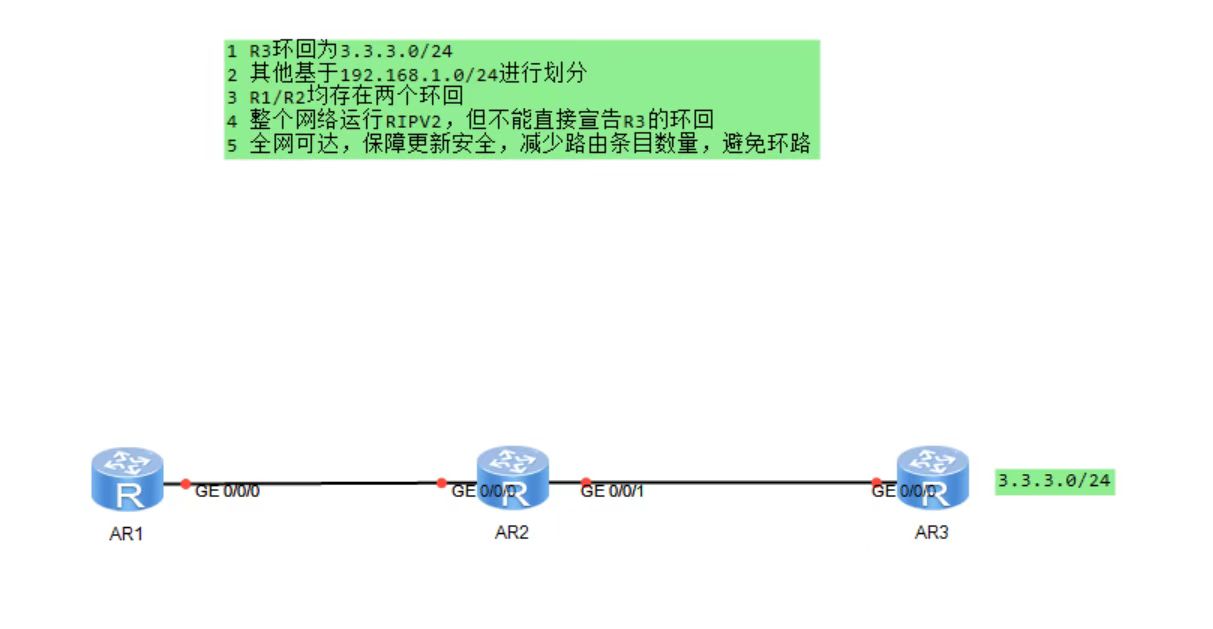 1 R3环回为3.3.3.0/24
2 其他基于192.168.1.0/24进行划分
3 R1/R2均存在两个环回
4 整个网络运行RIPV2，但不能直接宣告R3的环回
5 全网可达，保障更新安全，减少路由条目数量，避免环路
3.3.3.0/24
GE 0/0/0
GE 0/0/0
GE 0/0/1
GE 0/0/0
R
R
R
AR1
AR2
AR3